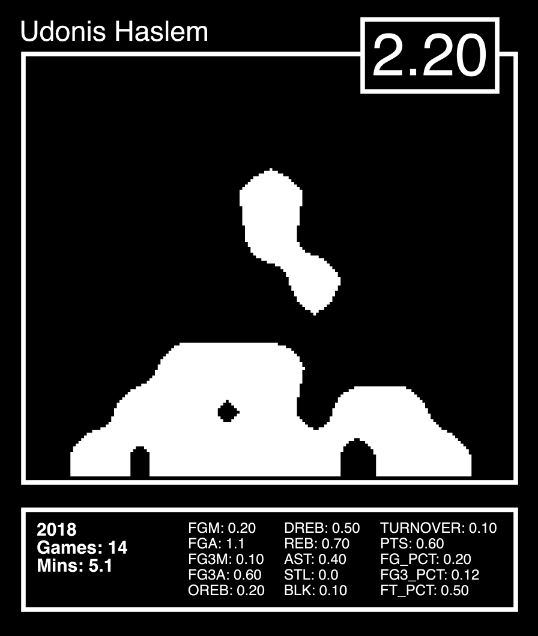 Udonis Haslem
2.20
2018
Games: 14
Mins: 5.1
FGM: 0.20
FGA: 1.1
FG3M: 0.10
FG3A: 0.60
OREB: 0.20
DREB: 0.50
REB: 0.70
AST: 0.40
STL: 0.0
BLK: 0.10
TURNOVER: 0.10
PTS: 0.60
FG_PCT: 0.20
FG3_PCT: 0.12
FT_PCT: 0.50